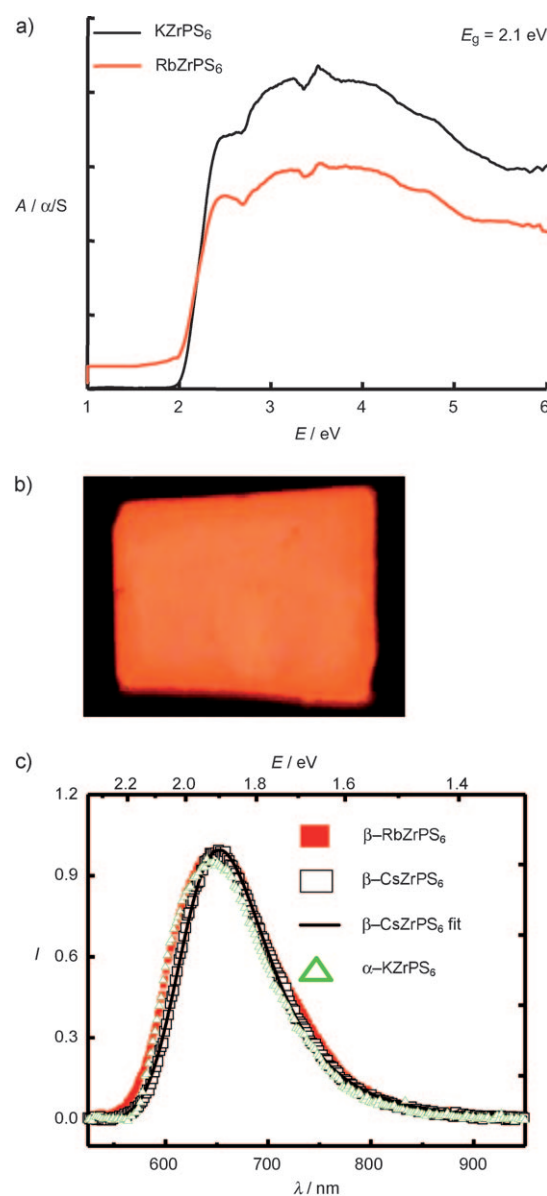 a)
KZrPS6
RbZrPS6
Eg = 2.1 eV
A / α/S
1 2 3 4 5 6
E / eV
b)
c)
E / eV
2.2 2.0 1.8 1.6 1.4
1.2
0.9
0.6
0.3
0.0
I
β–RbZrPS6
β–CsZrPS6
β–CsZrPS6 fit
α–KZrPS6
600 700 800 900
λ / nm